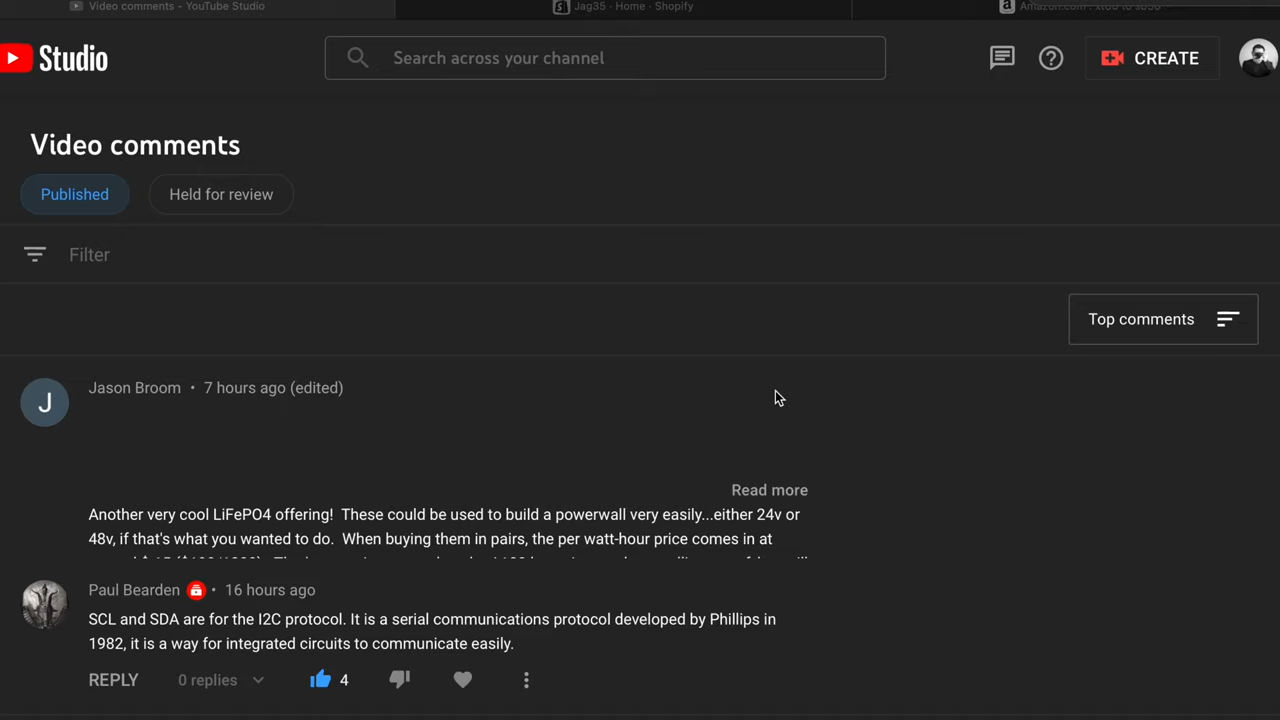 Video comments - YouTube Studio
Jag35 · Home · Shopify
Amazon.com : xt60 to sb50
Studio
Search across your channel
CREATE
Video comments
Published
Held for review
Filter
Top comments
J
Jason Broom • 7 hours ago (edited)
Read more
Another very cool LiFePO4 offering! These could be used to build a powerwall very easily...either 24v or
48v, if that's what you wanted to do. When buying them in pairs, the per watt-hour price comes in at
Paul Bearden • 16 hours ago
SCL and SDA are for the I2C protocol. It is a serial communications protocol developed by Phillips in
1982, it is a way for integrated circuits to communicate easily.
REPLY
0 replies
4